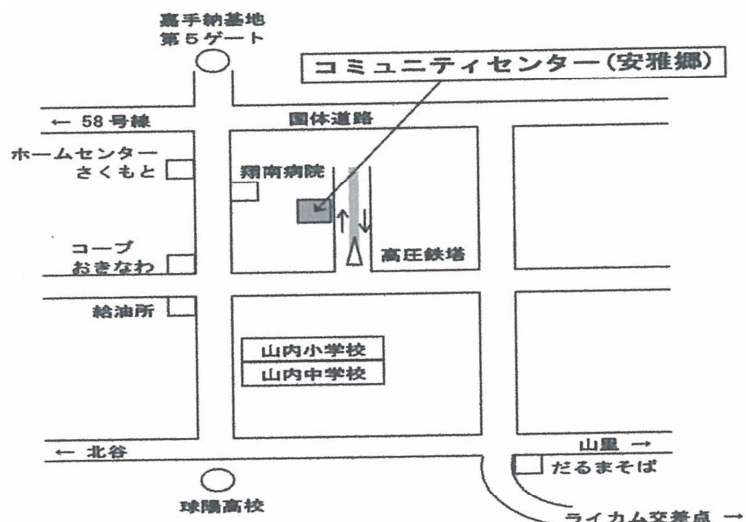 嘉手納基地
第5ゲート
コミュニティセンター(安雅郷)
← 58号線
国体道路
ホームセンター
さくもと
翔南病院
↑ ↓
コープ
おきなわ
高圧鉄塔
給油所
山内小学校
山内中学校
← 北谷
山里 →
だるまそば
球陽高校
ライカム交差点 →